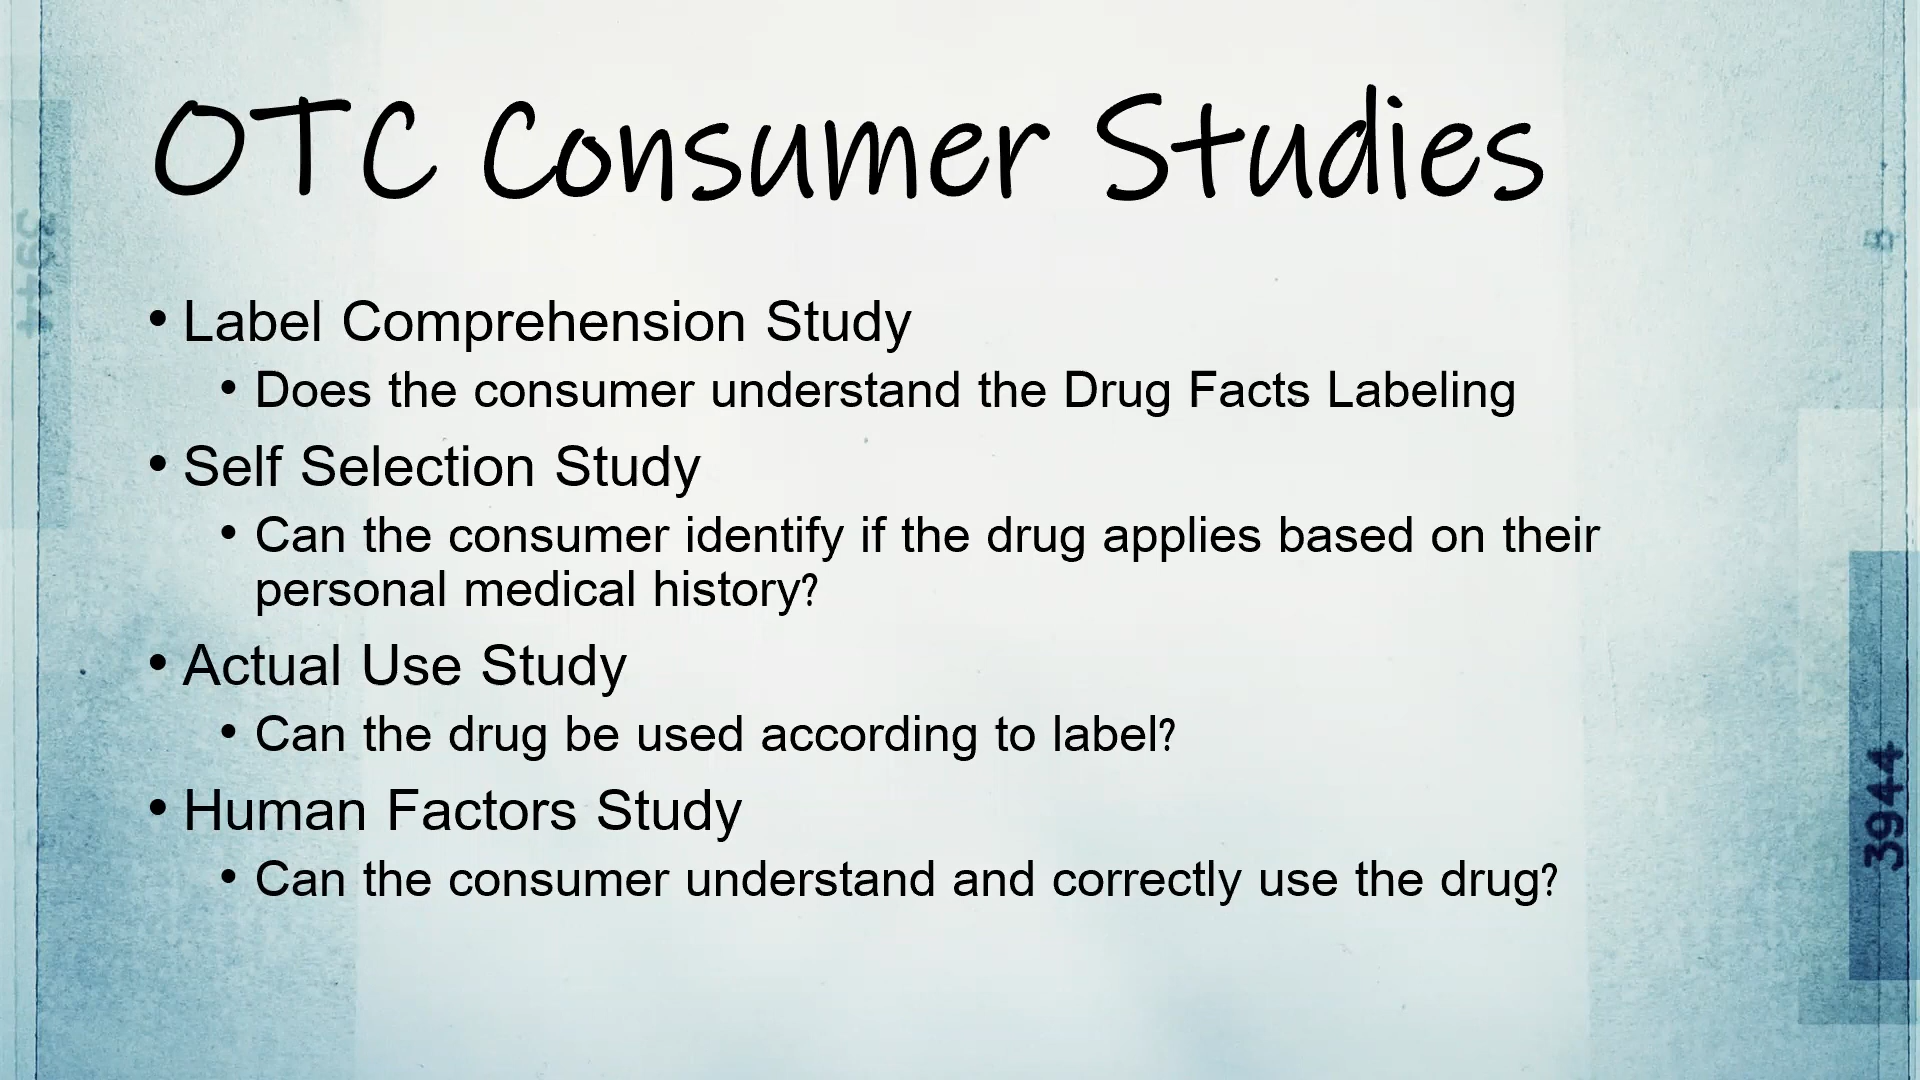 OTC Consumer Studies
• Label Comprehension Study
• Does the consumer understand the Drug Facts Labeling
• Self Selection Study
• Can the consumer identify if the drug applies based on their
personal medical history?
• Actual Use Study
• Can the drug be used according to label?
• Human Factors Study
• Can the consumer understand and correctly use the drug?
3944
3944